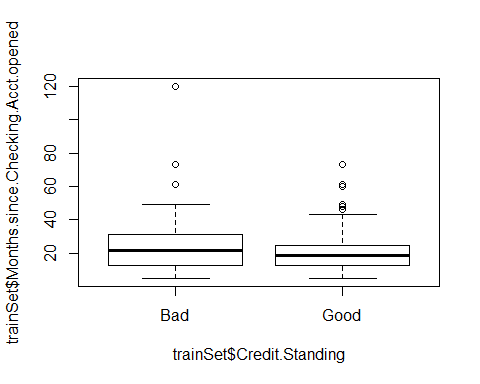 trainSet$Months.since.Checking.Acct.opened
120
80
60
40
20
Bad
Good
trainSet$Credit.Standing